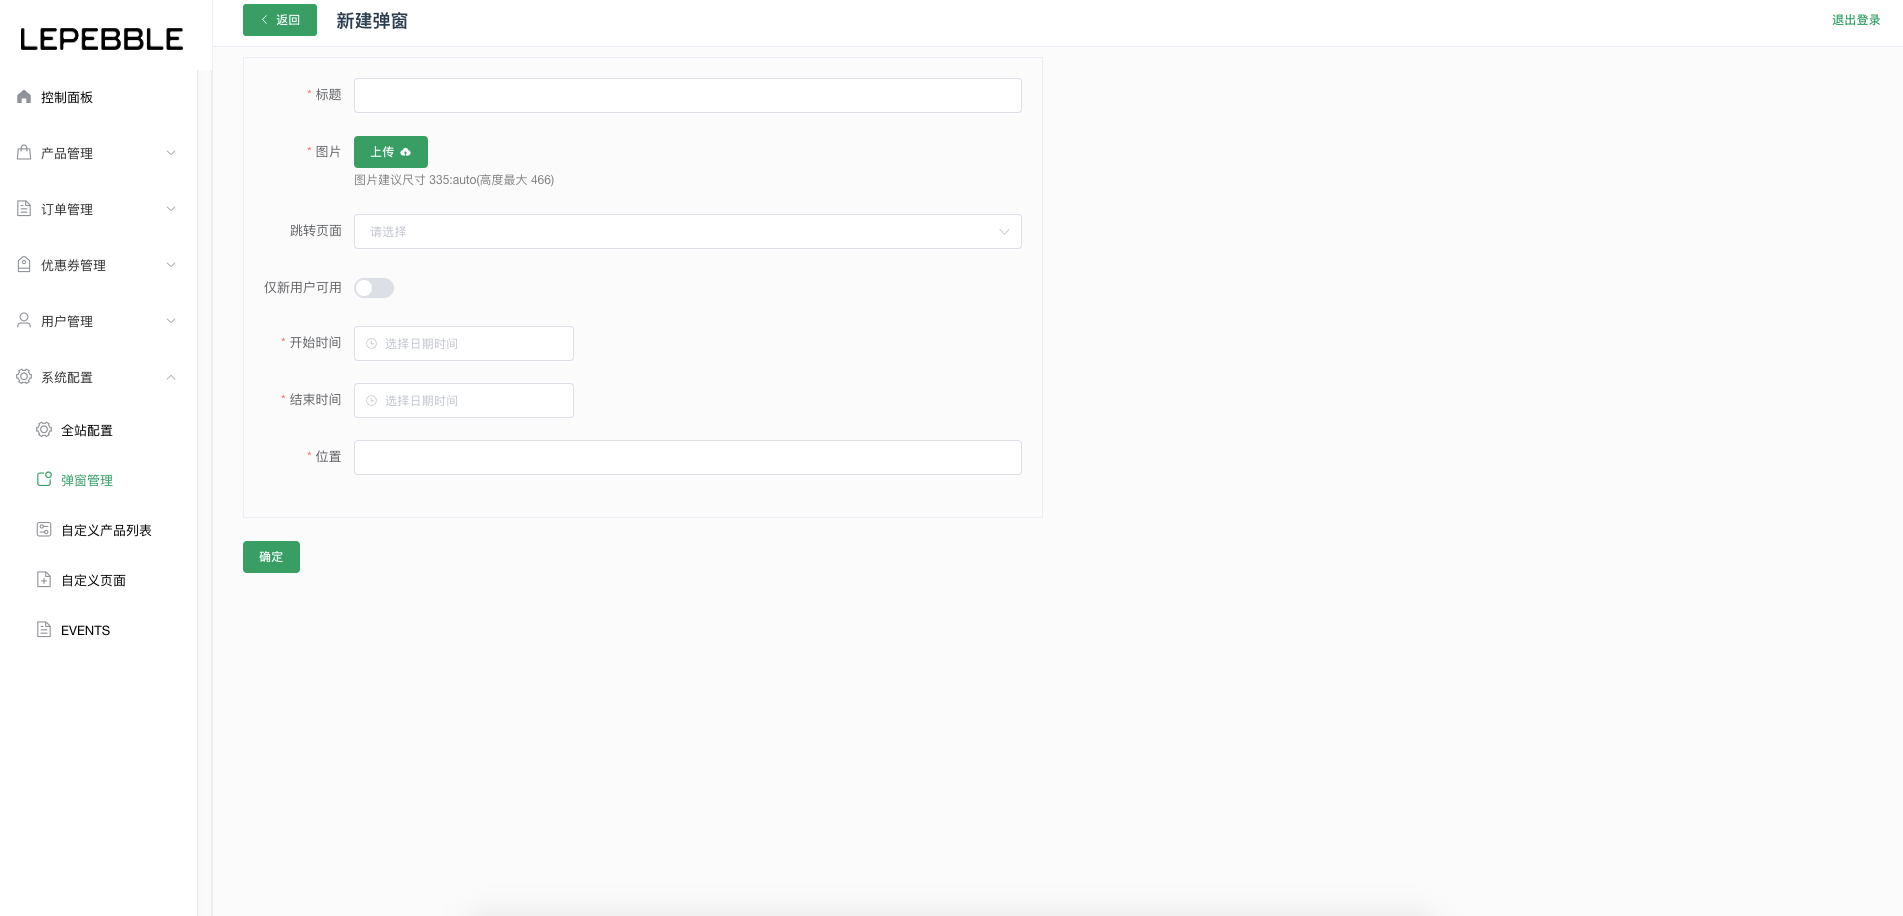 LEPEBBLE
控制面板
产品管理
订单管理
优惠券管理
用户管理
系统配置
全站配置
弹窗管理
自定义产品列表
自定义页面
EVENTS
返回
新建弹窗
退出登录
* 标题
* 图片
上传
图片建议尺寸 335:auto(高度最大 466)
跳转页面
请选择
仅新用户可用
* 开始时间
选择日期时间
* 结束时间
选择日期时间
* 位置
确定